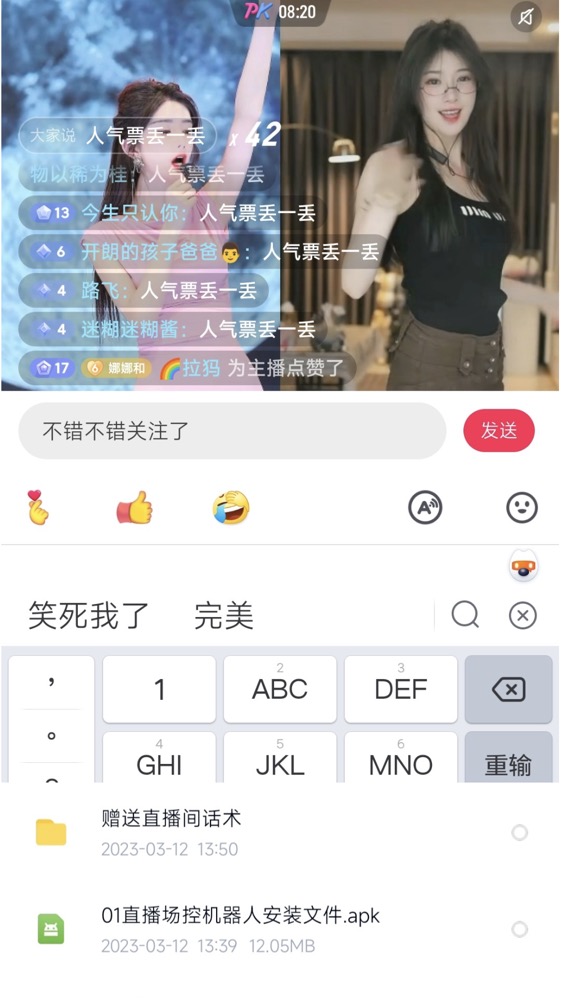 PK 08:20
大家说 人气票丢一丢 x 42
物以稀为桂：人气票丢一丢
13 今生只认你：人气票丢一丢
6 开朗的孩子爸爸👨：人气票丢一丢
4 路飞：人气票丢一丢
4 迷糊迷糊酱：人气票丢一丢
17 6 娜娜和 🌈拉犸 为主播点赞了
不错不错关注了 发送
A
笑死我了 完美
，
1
2
ABC
3
DEF
。
4
GHI
5
JKL
6
MNO
重输
赠送直播间话术
2023-03-12 13:50
01直播场控机器人安装文件.apk
2023-03-12 13:39 12.05MB